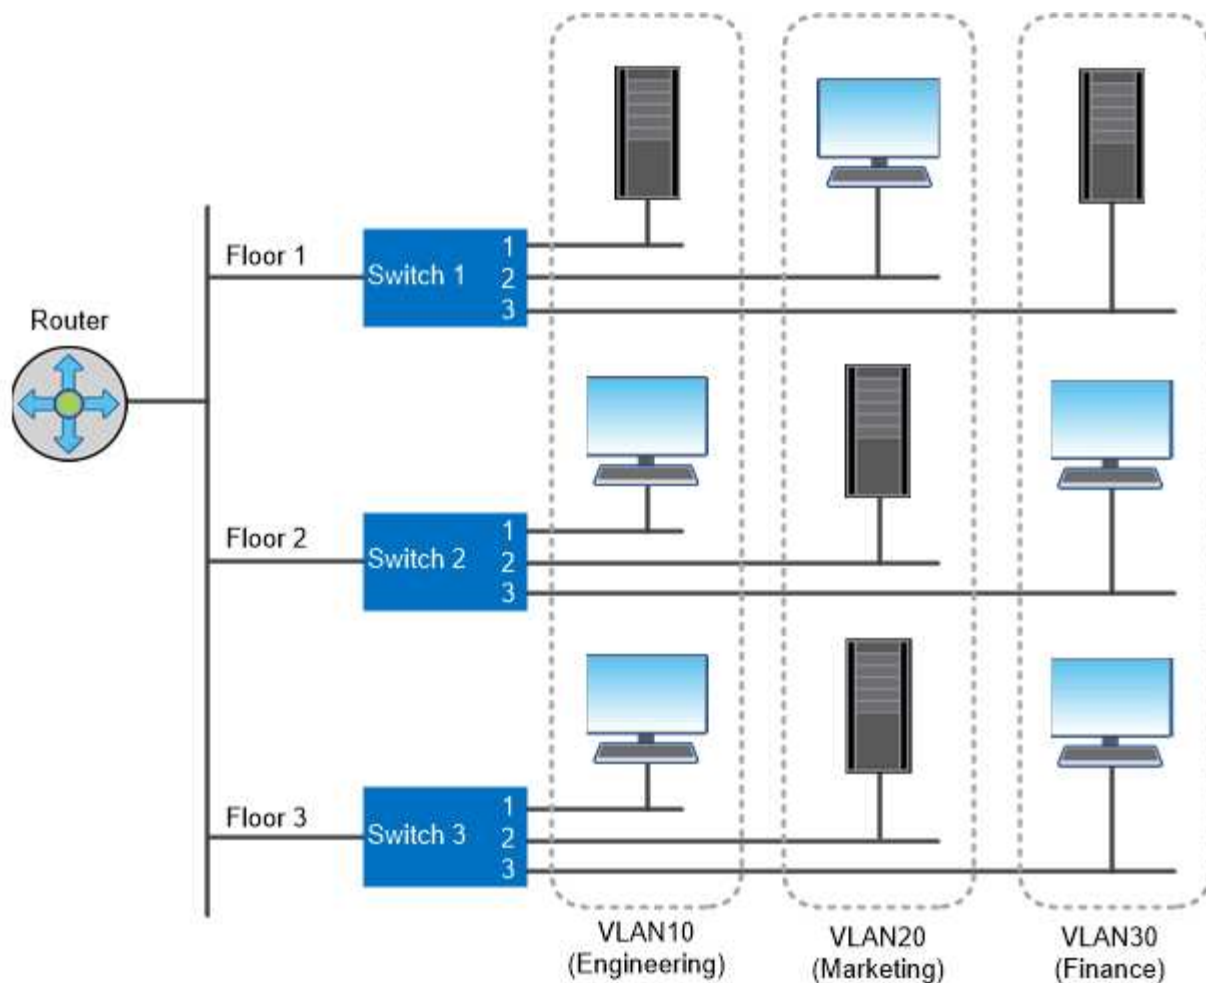 Floor 1
Switch 1
1
2
3
Router
Floor 2
Switch 2
1
2
3
Floor 3
Switch 3
1
2
3
VLAN10
(Engineering)
VLAN20
(Marketing)
VLAN30
(Finance)